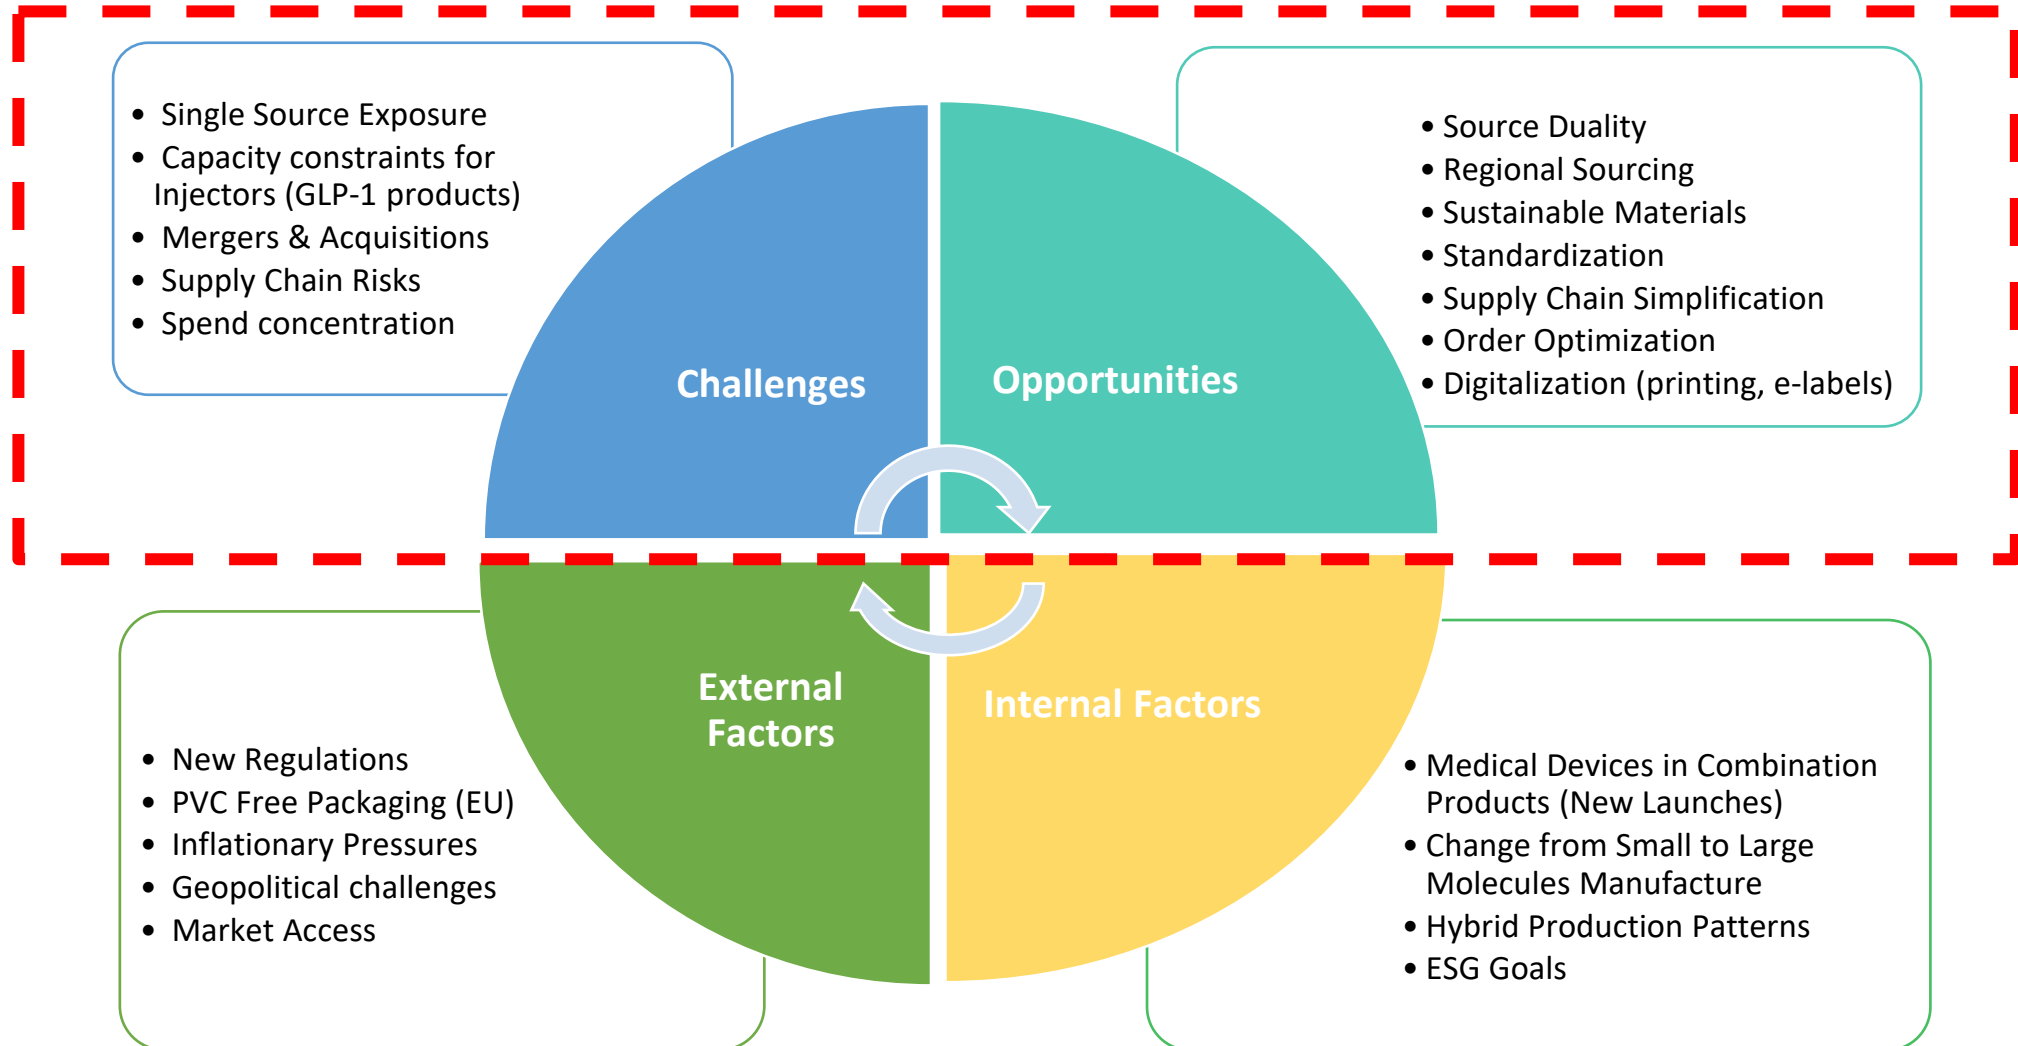 • Single Source Exposure
• Capacity constraints for
Injectors (GLP-1 products)
• Mergers & Acquisitions
• Supply Chain Risks
• Spend concentration
Challenges
• Source Duality
• Regional Sourcing
• Sustainable Materials
• Standardization
• Supply Chain Simplification
• Order Optimization
• Digitalization (printing, e-labels)
Opportunities
External
Factors
• New Regulations
• PVC Free Packaging (EU)
• Inflationary Pressures
• Geopolitical challenges
• Market Access
Internal Factors
• Medical Devices in Combination
Products (New Launches)
• Change from Small to Large
Molecules Manufacture
• Hybrid Production Patterns
• ESG Goals